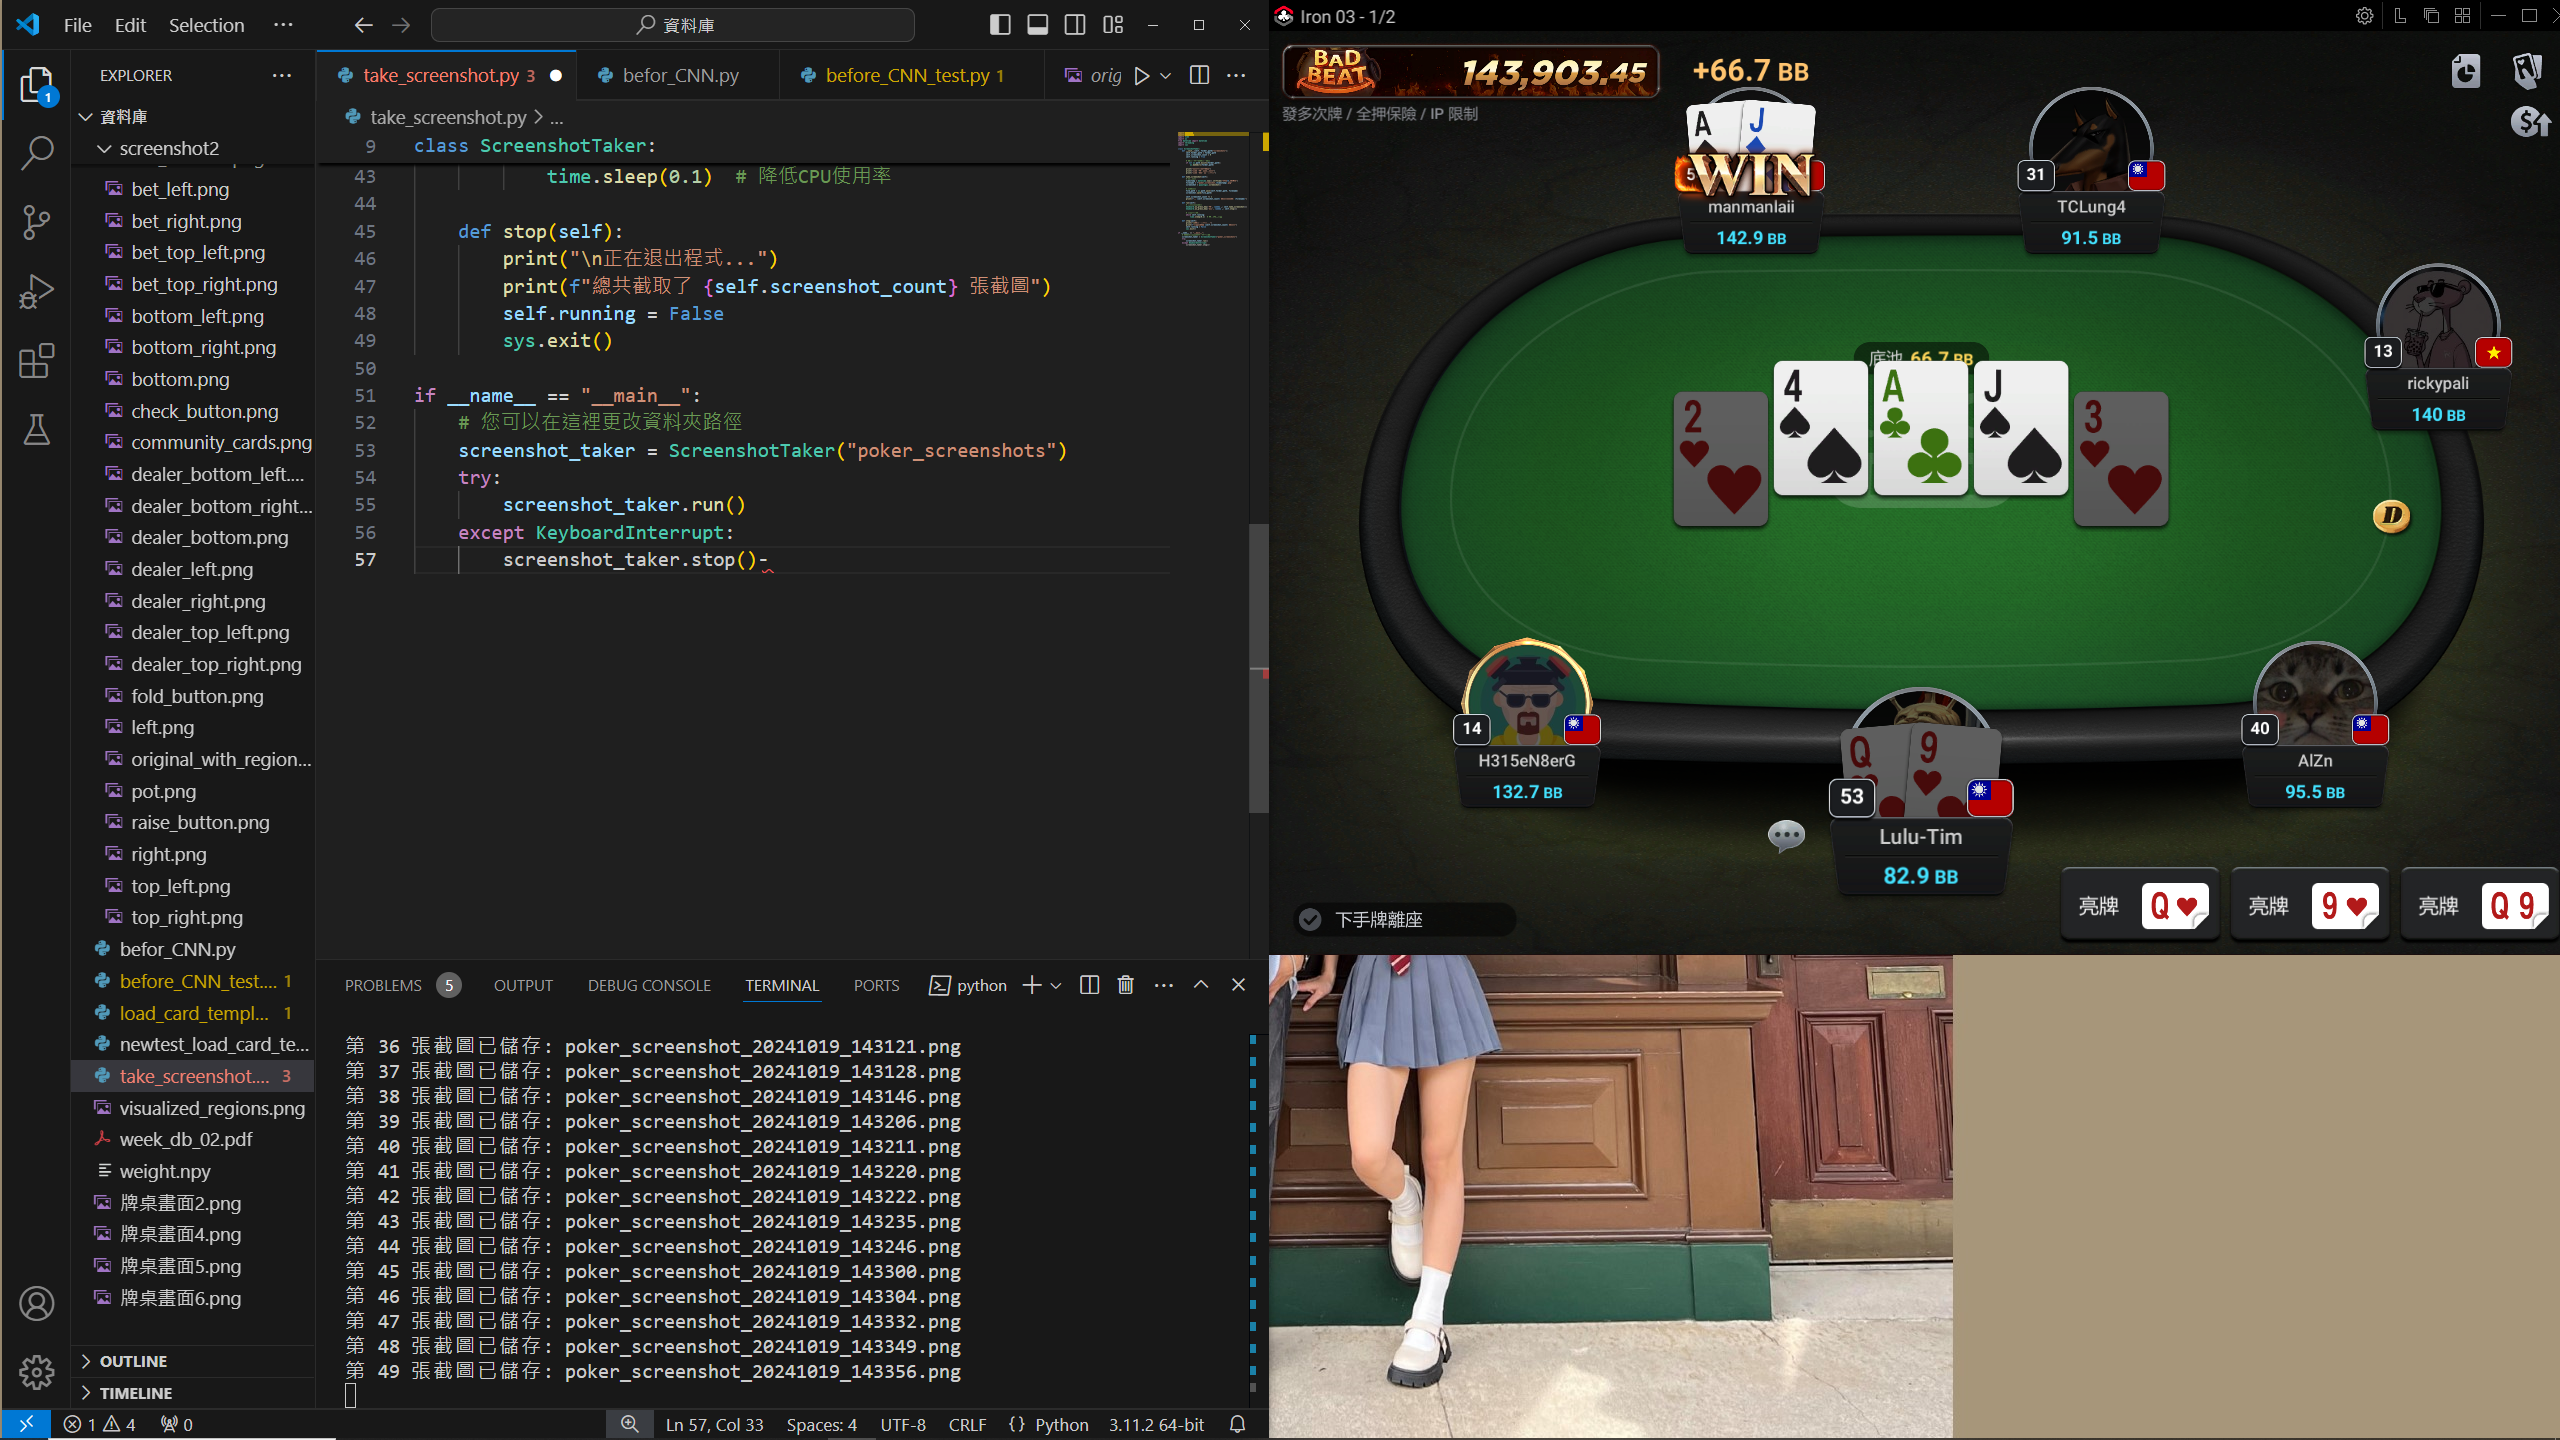 File Edit Selection ··· 資料庫
EXPLORER
資料庫
screenshot2
bet_left.png
bet_right.png
bet_top_left.png
bet_top_right.png
bottom_left.png
bottom_right.png
bottom.png
check_button.png
community_cards.png
dealer_bottom_left....
dealer_bottom_right...
dealer_bottom.png
dealer_left.png
dealer_right.png
dealer_top_left.png
dealer_top_right.png
fold_button.png
left.png
original_with_region...
pot.png
raise_button.png
right.png
top_left.png
top_right.png
befor_CNN.py
before_CNN_test.... 1
load_card_templ... 1
newtest_load_card_te...
take_screenshot.... 3
visualized_regions.png
week_db_02.pdf
weight.npy
牌桌畫面2.png
牌桌畫面4.png
牌桌畫面5.png
牌桌畫面6.png
OUTLINE
TIMELINE
take_screenshot.py 3 befor_CNN.py before_CNN_test.py 1 orig
take_screenshot.py > ...
9 class ScreenshotTaker:
43 time.sleep(0.1) # 降低CPU使用率
44
45 def stop(self):
46 print("\n正在退出程式...")
47 print(f"總共截取了 {self.screenshot_count} 張截圖")
48 self.running = False
49 sys.exit()
50
51 if __name__ == "__main__":
52 # 您可以在這裡更改資料夾路徑
53 screenshot_taker = ScreenshotTaker("poker_screenshots")
54 try:
55 screenshot_taker.run()
56 except KeyboardInterrupt:
57 screenshot_taker.stop()-
PROBLEMS 5 OUTPUT DEBUG CONSOLE TERMINAL PORTS python
第 36 張截圖已儲存: poker_screenshot_20241019_143121.png
第 37 張截圖已儲存: poker_screenshot_20241019_143128.png
第 38 張截圖已儲存: poker_screenshot_20241019_143146.png
第 39 張截圖已儲存: poker_screenshot_20241019_143206.png
第 40 張截圖已儲存: poker_screenshot_20241019_143211.png
第 41 張截圖已儲存: poker_screenshot_20241019_143220.png
第 42 張截圖已儲存: poker_screenshot_20241019_143222.png
第 43 張截圖已儲存: poker_screenshot_20241019_143235.png
第 44 張截圖已儲存: poker_screenshot_20241019_143246.png
第 45 張截圖已儲存: poker_screenshot_20241019_143300.png
第 46 張截圖已儲存: poker_screenshot_20241019_143304.png
第 47 張截圖已儲存: poker_screenshot_20241019_143332.png
第 48 張截圖已儲存: poker_screenshot_20241019_143349.png
第 49 張截圖已儲存: poker_screenshot_20241019_143356.png
1 4 0 Ln 57, Col 33 Spaces: 4 UTF-8 CRLF {} Python 3.11.2 64-bit
Iron 03 - 1/2
BAD BEAT 143,903.45
發多次牌 / 全押保險 / IP 限制
+66.7 BB
A J
WIN
manmanlaii
142.9 BB
31
TCLung4
91.5 BB
13
rickypali
140 BB
底池 66.7 BB
2 4 A J 3
D
14
H315eN8erG
132.7 BB
Q 9
53
Lulu-Tim
82.9 BB
40
AlZn
95.5 BB
下手牌離座
亮牌 Q
亮牌 9
亮牌 Q 9